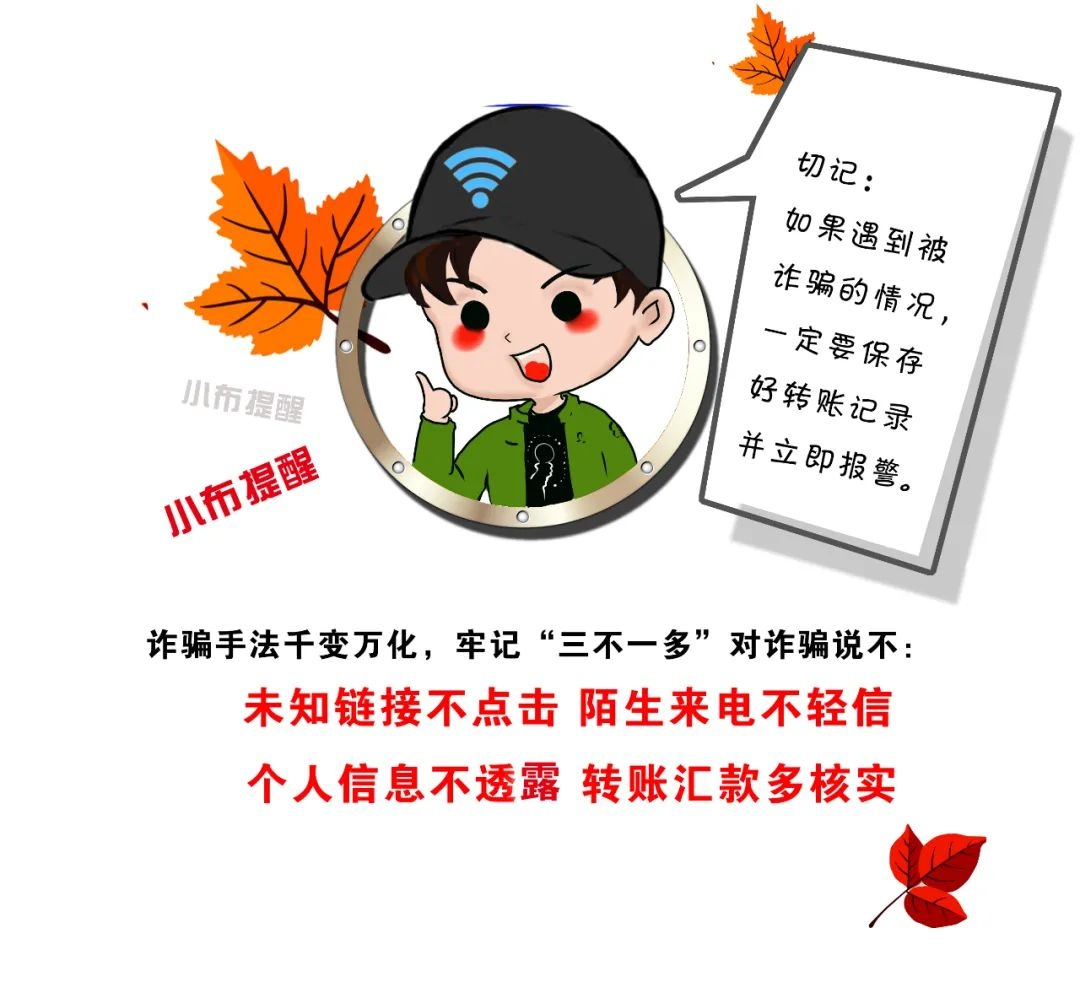 切记：
如果遇到被
诈骗的情况，
一定要保存
好转账记录
并立即报警。
小布提醒
小布提醒
诈骗手法千变万化，牢记“三不一多”对诈骗说不：
未知链接不点击 陌生来电不轻信
个人信息不透露 转账汇款多核实